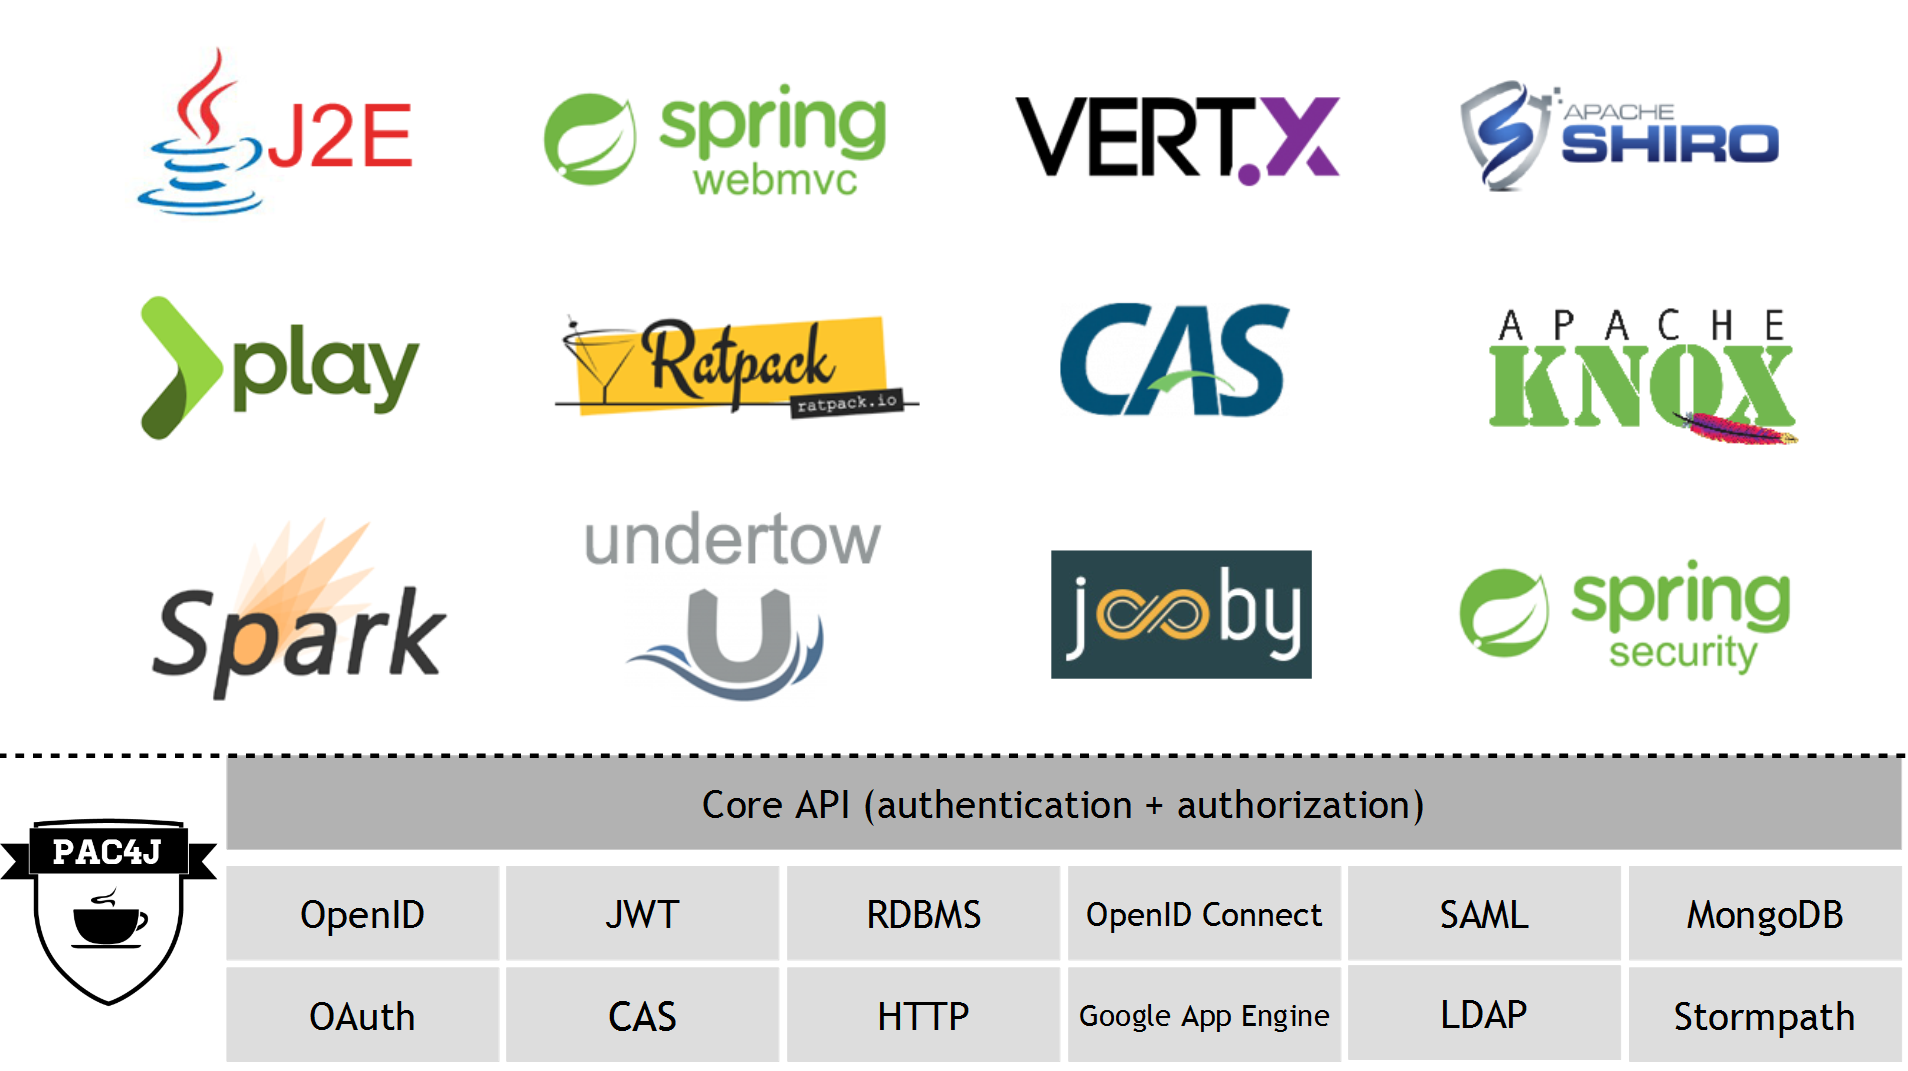 J2E
spring
webmvc
VERT.X
APACHE
SHIRO
play
Ratpack
ratpack.io
CAS
APACHE
KNOX
Spark
undertow
U
jooby
spring
security
Core API (authentication + authorization)
PAC4J
OpenID
JWT
RDBMS
OpenID Connect
SAML
MongoDB
OAuth
CAS
HTTP
Google App Engine
LDAP
Stormpath